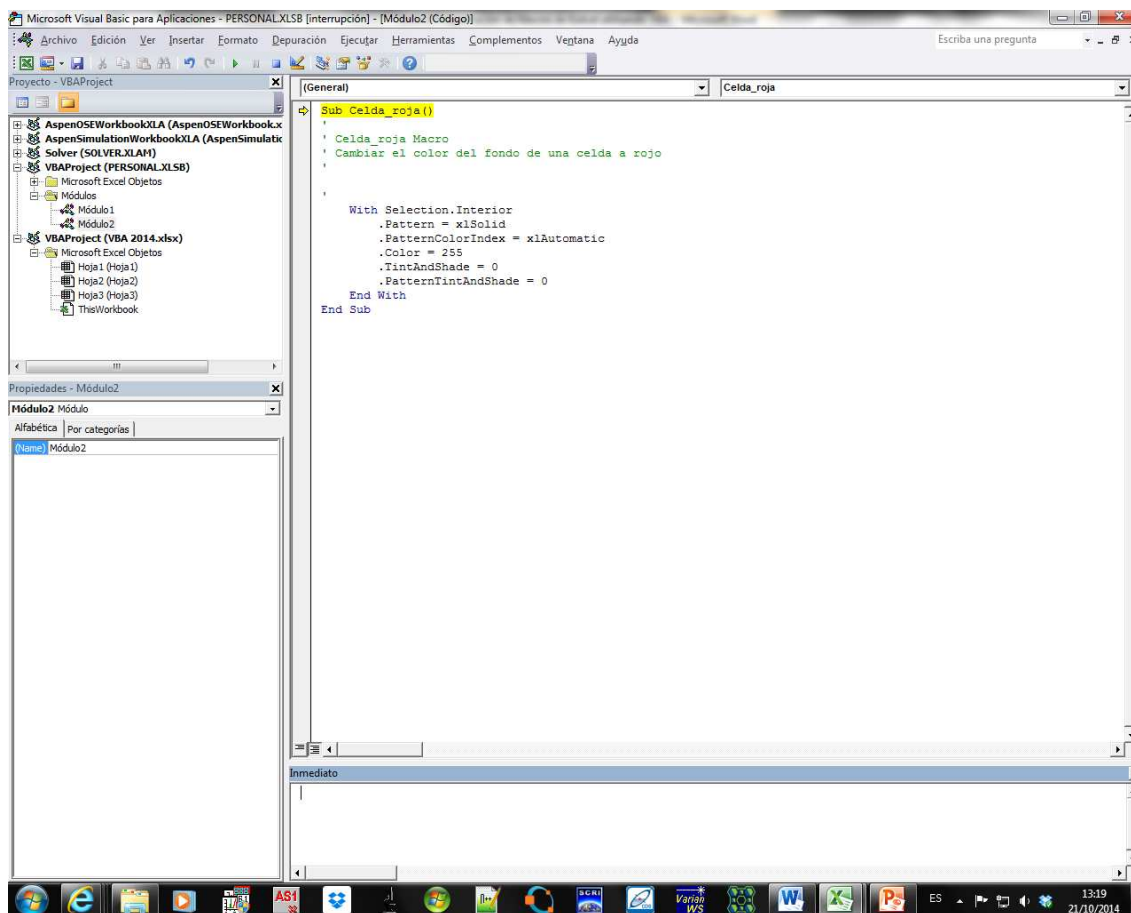 Microsoft Visual Basic para Aplicaciones - PERSONAL.XLSB [interrupción] - [Módulo2 (Código)]
Archivo Edición Ver Insertar Formato Depuración Ejecutar Herramientas Complementos Ventana Ayuda
Escriba una pregunta
Proyecto - VBAProject
AspenOSEWorkbookXLA (AspenOSEWorkbook.x
AspenSimulationWorkbookXLA (AspenSimulatic
Solver (SOLVER.XLAM)
VBAProject (PERSONAL.XLSB)
Microsoft Excel Objetos
Módulos
Módulo1
Módulo2
VBAProject (VBA 2014.xlsx)
Microsoft Excel Objetos
Hoja1 (Hoja1)
Hoja2 (Hoja2)
Hoja3 (Hoja3)
ThisWorkbook
Propiedades - Módulo2
Módulo2 Módulo
Alfabética Por categorías
(Name) Módulo2
(General)
Celda_roja
Sub Celda_roja()
'
' Celda_roja Macro
' Cambiar el color del fondo de una celda a rojo
'
'
With Selection.Interior
.Pattern = xlSolid
.PatternColorIndex = xlAutomatic
.Color = 255
.TintAndShade = 0
.PatternTintAndShade = 0
End With
End Sub
Inmediato
AS1
SCRI
Varian
WS
ES
13:19
21/10/2014